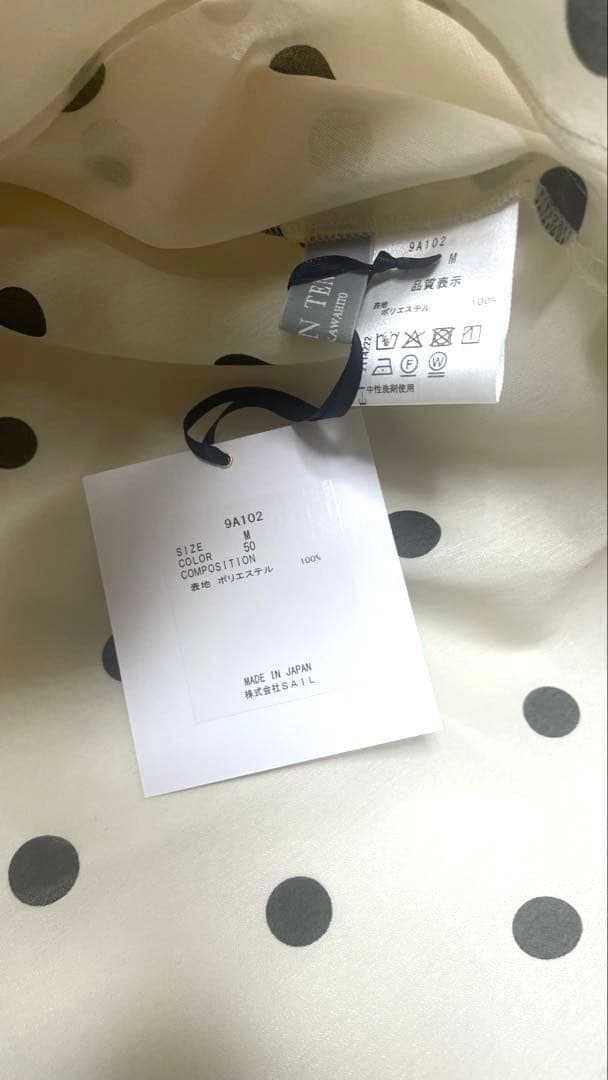 9A102
M
品質表示
表地
ポリエステル 100%
中性洗剤使用
N TEN
KAWAHITO
9A102
SIZE M
COLOR 50
COMPOSITION
表地 ポリエステル 100%
MADE IN JAPAN
株式会社SAIL